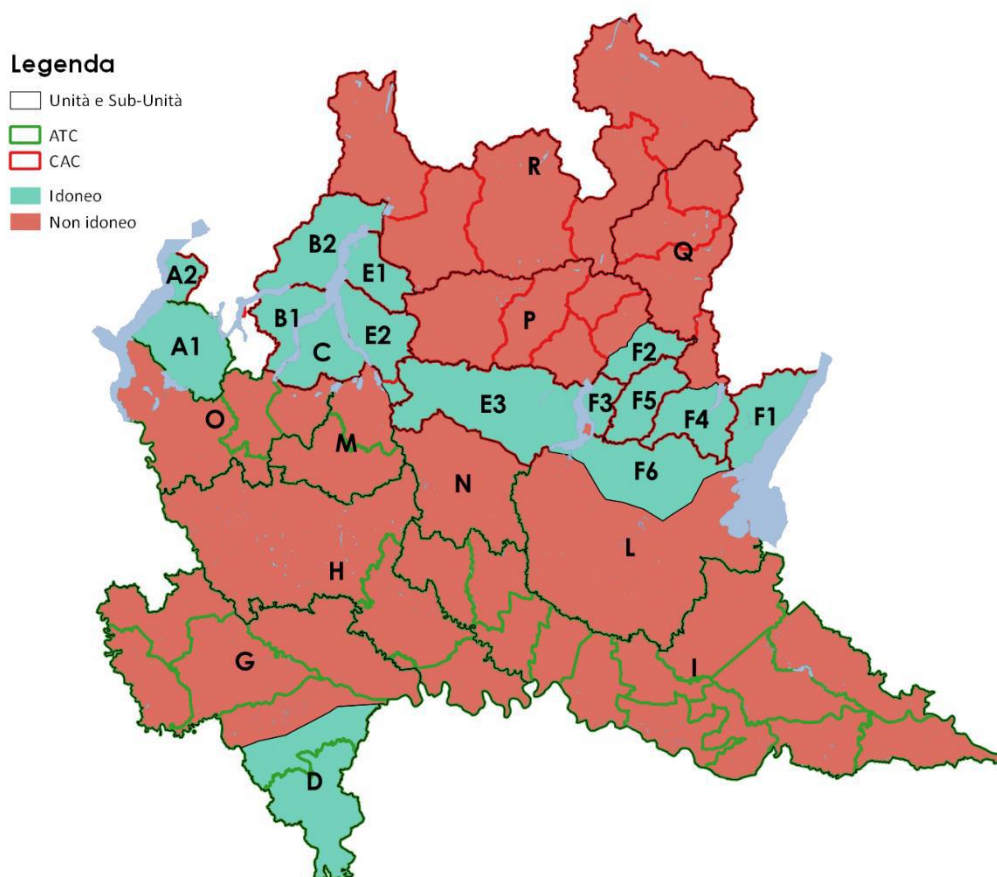 Legenda
Unità e Sub-Unità
ATC
CAC
Idoneo
Non idoneo
R
B2
Q
A2
E1
B1
P
A1
C
E2
F2
E3
F3
F5
F4
F1
O
M
F6
N
L
H
G
I
D